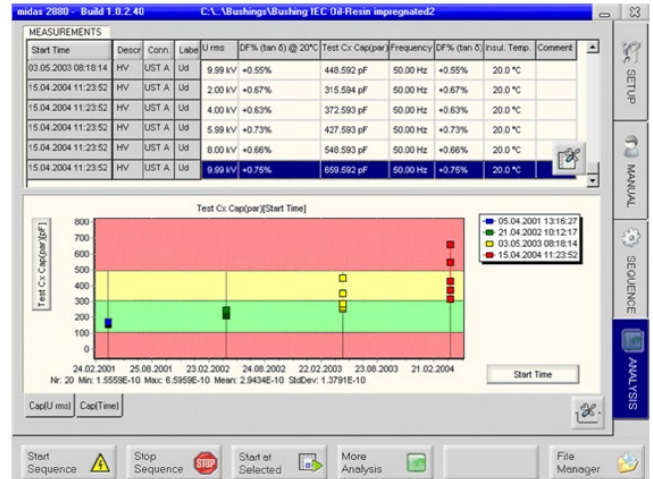 midas 2880 - Build 1.0.2.40 C:\..\Bushings\Bushing IEC Oil-Resin impregnated2
MEASUREMENTS
Start Time Descr Conn. Labe U rms DF% (tan δ) @ 20°C Test Cx Cap(par) Frequency DF% (tan δ) Insul. Temp. Comment
03.05.2003 08:18:14 HV UST A Ud 9.99 kV +0.55% 448.592 pF 50.00 Hz +0.55% 20.0 °C
15.04.2004 11:23:52 HV UST A Ud 2.00 kV +0.67% 315.594 pF 50.00 Hz +0.67% 20.0 °C
15.04.2004 11:23:52 HV UST A Ud 4.00 kV +0.63% 372.593 pF 50.00 Hz +0.63% 20.0 °C
15.04.2004 11:23:52 HV UST A Ud 5.99 kV +0.73% 427.593 pF 50.00 Hz +0.73% 20.0 °C
15.04.2004 11:23:52 HV UST A Ud 8.00 kV +0.66% 548.593 pF 50.00 Hz +0.66% 20.0 °C
15.04.2004 11:23:52 HV UST A Ud 9.99 kV +0.75% 659.592 pF 50.00 Hz +0.75% 20.0 °C
SETUP
MANUAL
SEQUENCE
ANALYSIS
Test Cx Cap(par)[Start Time]
Test Cx Cap(par)[pF]
800
700
600
500
400
300
200
100
0
24.02.2001 25.08.2001 23.02.2002 24.08.2002 22.02.2003 23.08.2003 21.02.2004
05.04.2001 13:16:27
21.04.2002 10:12:17
03.05.2003 08:18:14
15.04.2004 11:23:52
Nr: 20 Min: 1.5559E-10 Max: 6.5959E-10 Mean: 2.9434E-10 StdDev: 1.3791E-10
Start Time
Cap(U rms) Cap(Time)
Start Sequence
Stop Sequence
STOP
Start at Selected
More Analysis
File Manager